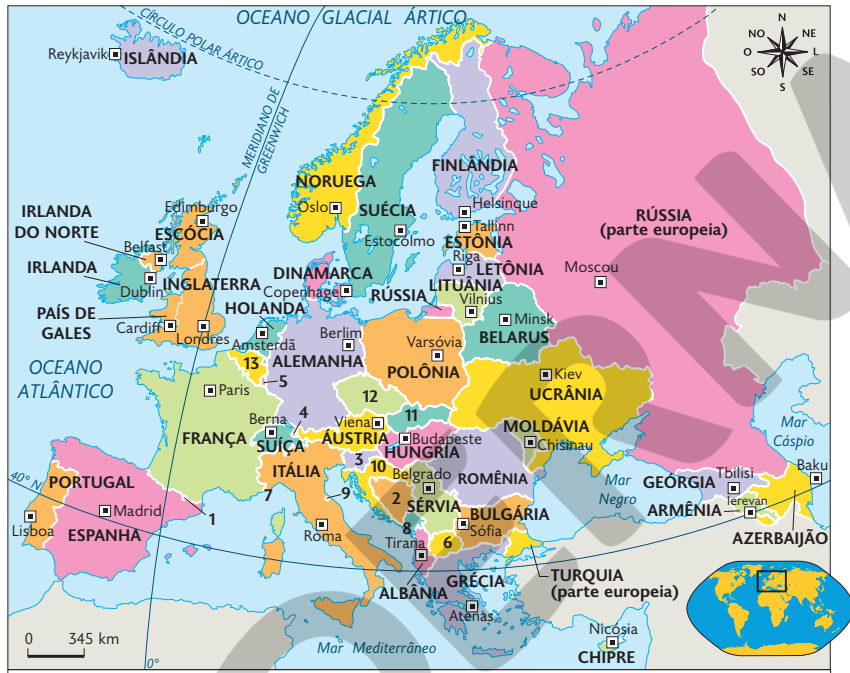 OCEANO GLACIAL ÁRTICO
CÍRCULO POLAR ÁRTICO
N
NO
NE
O
L
SO
SE
S
Reykjavik
ISLÂNDIA
MERIDIANO DE
GREENWICH
FINLÂNDIA
NORUEGA
Oslo
SUÉCIA
Estocolmo
Helsinque
Tallinn
ESTÔNIA
Riga
LETÔNIA
LITUÂNIA
Vilnius
RÚSSIA
(parte europeia)
Moscou
IRLANDA
DO NORTE
Edimburgo
ESCÓCIA
Belfast
IRLANDA
Dublin
INGLATERRA
PAÍS DE
GALES
Cardiff
Londres
DINAMARCA
Copenhage
RÚSSIA
HOLANDA
Amsterdã
Berlim
ALEMANHA
Varsóvia
POLÔNIA
Minsk
BELARUS
Kiev
UCRÂNIA
OCEANO
ATLÂNTICO
13
5
12
Paris
Berna
4
Viena
11
FRANÇA
SUÍÇA
ÁUSTRIA
Budapeste
HUNGRIA
MOLDÁVIA
Chisinau
Mar
Cáspio
40° N
PORTUGAL
Madrid
Lisboa
ESPANHA
1
7
ITÁLIA
3
9
10
Belgrado
2
SÉRVIA
8
ROMÊNIA
BULGÁRIA
Sófia
6
Mar
Negro
GEÓRGIA
Tbilisi
Baku
ARMÊNIA
Ierevan
AZERBAIJÃO
Roma
Tirana
ALBÂNIA
GRÉCIA
Atenas
TURQUIA
(parte europeia)
0 345 km
0°
Mar Mediterrâneo
Nicósia
CHIPRE